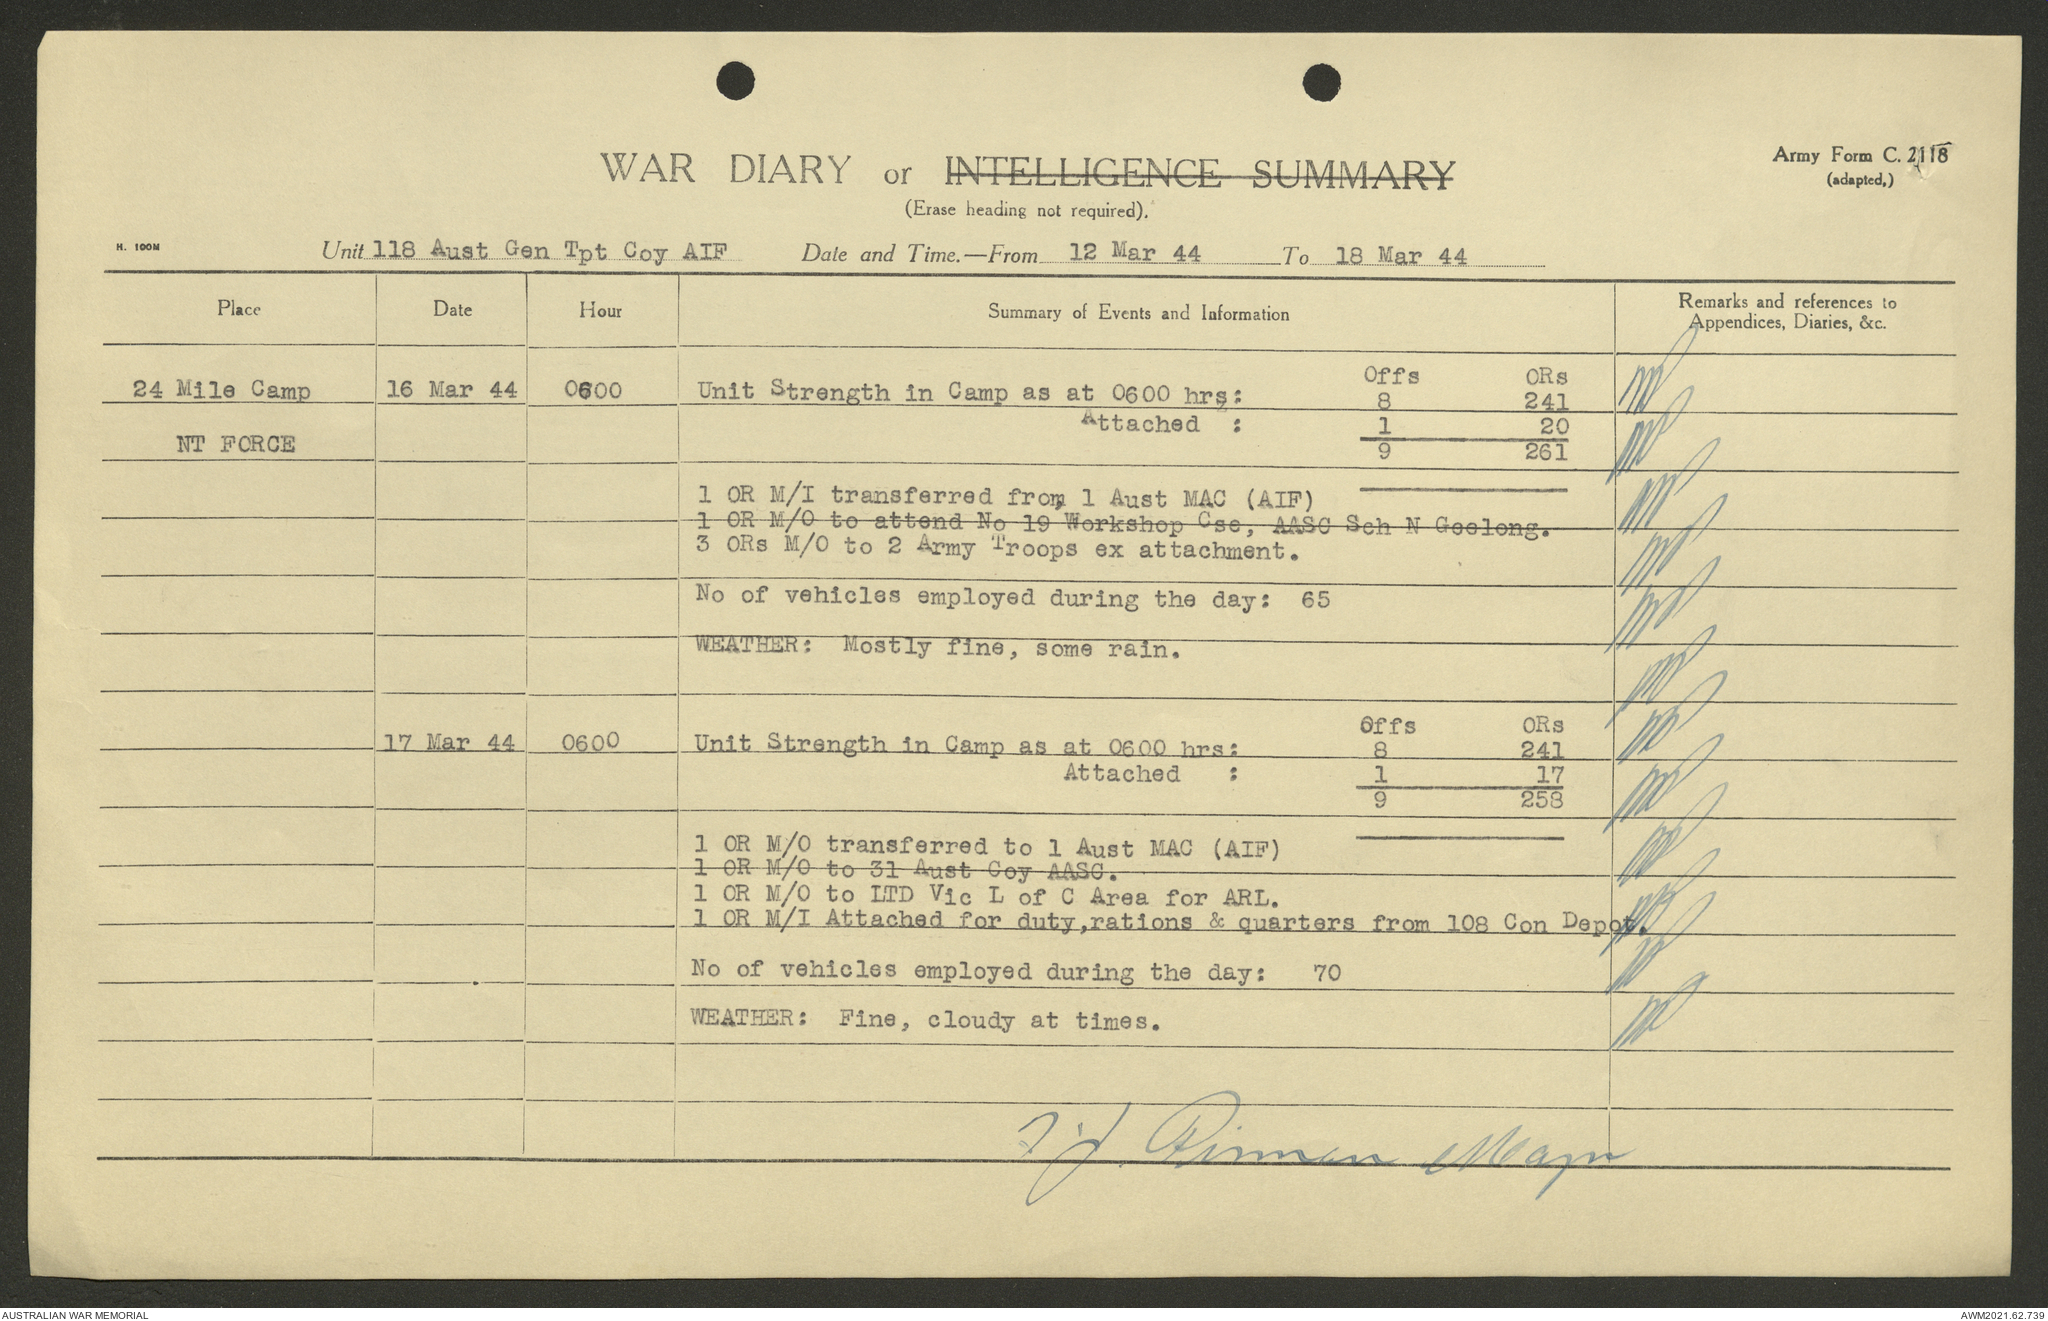 WAR DIARY or INTELLIGENCE SUMMARY
(Erase heading not required).
Army Form C. 2118
(adapted,)
H. 100M
Unit 118 Aust Gen Tpt Coy AIF Date and Time.—From 12 Mar 44 To 18 Mar 44
Place Date Hour Summary of Events and Information Remarks and references to Appendices, Diaries, &c.
Offs ORs
24 Mile Camp 16 Mar 44 0600 Unit Strength in Camp as at 0600 hrs: 8 241
Attached : 1 20
NT FORCE 9 261
1 OR M/I transferred from 1 Aust MAC (AIF)
1 OR M/O to attend No 19 Workshop Cse, AASC Sch N Geelong.
3 ORs M/O to 2 Army Troops ex attachment.
No of vehicles employed during the day: 65
WEATHER: Mostly fine, some rain.
Offs ORs
17 Mar 44 0600 Unit Strength in Camp as at 0600 hrs: 8 241
Attached : 1 17
9 258
1 OR M/O transferred to 1 Aust MAC (AIF)
1 OR M/O to 31 Aust Coy AASC.
1 OR M/O to LTD Vic L of C Area for ARL.
1 OR M/I Attached for duty,rations & quarters from 108 Con Depot.
No of vehicles employed during the day: 70
WEATHER: Fine, cloudy at times.
AUSTRALIAN WAR MEMORIAL
AWM2021.62.739